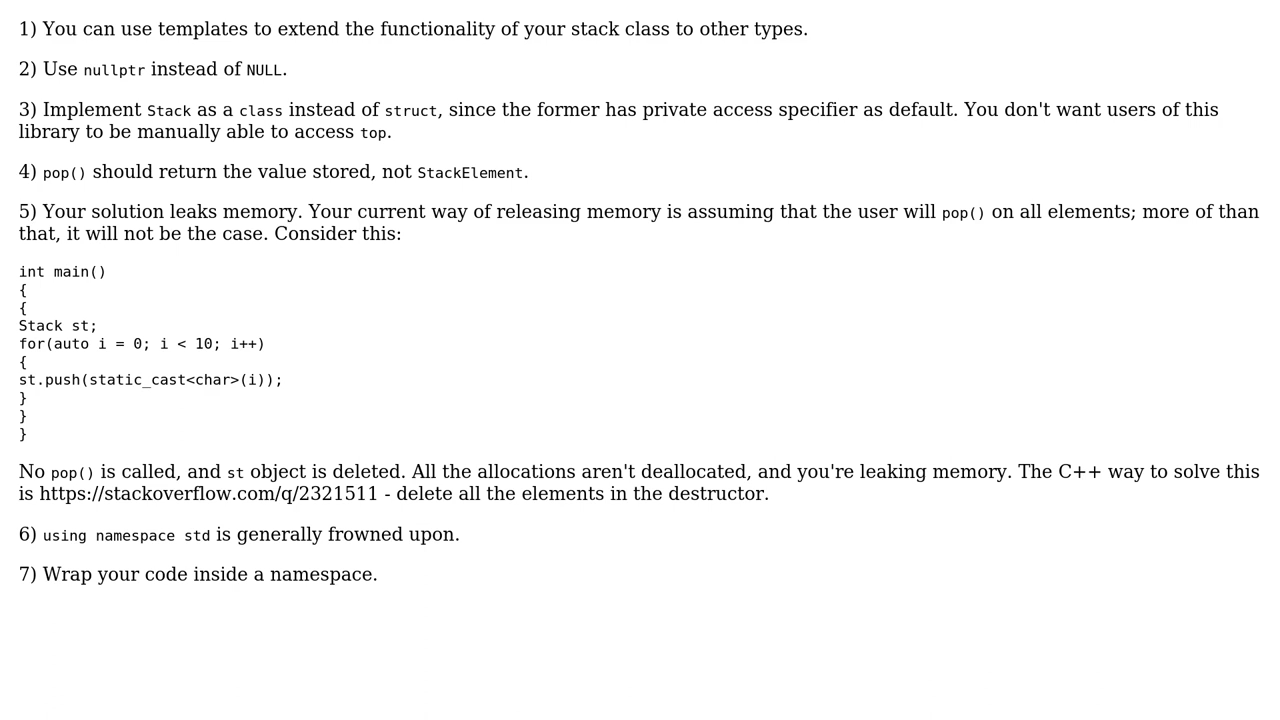 1) You can use templates to extend the functionality of your stack class to other types.
2) Use nullptr instead of NULL.
3) Implement Stack as a class instead of struct, since the former has private access specifier as default. You don't want users of this
library to be manually able to access top.
4) pop() should return the value stored, not StackElement.
5) Your solution leaks memory. Your current way of releasing memory is assuming that the user will pop() on all elements; more of than
that, it will not be the case. Consider this:
int main()
{
{
Stack st;
for(auto i = 0; i < 10; i++)
{
st.push(static_cast<char>(i));
}
}
}
No pop() is called, and st object is deleted. All the allocations aren't deallocated, and you're leaking memory. The C++ way to solve this
is https://stackoverflow.com/q/2321511 - delete all the elements in the destructor.
6) using namespace std is generally frowned upon.
7) Wrap your code inside a namespace.